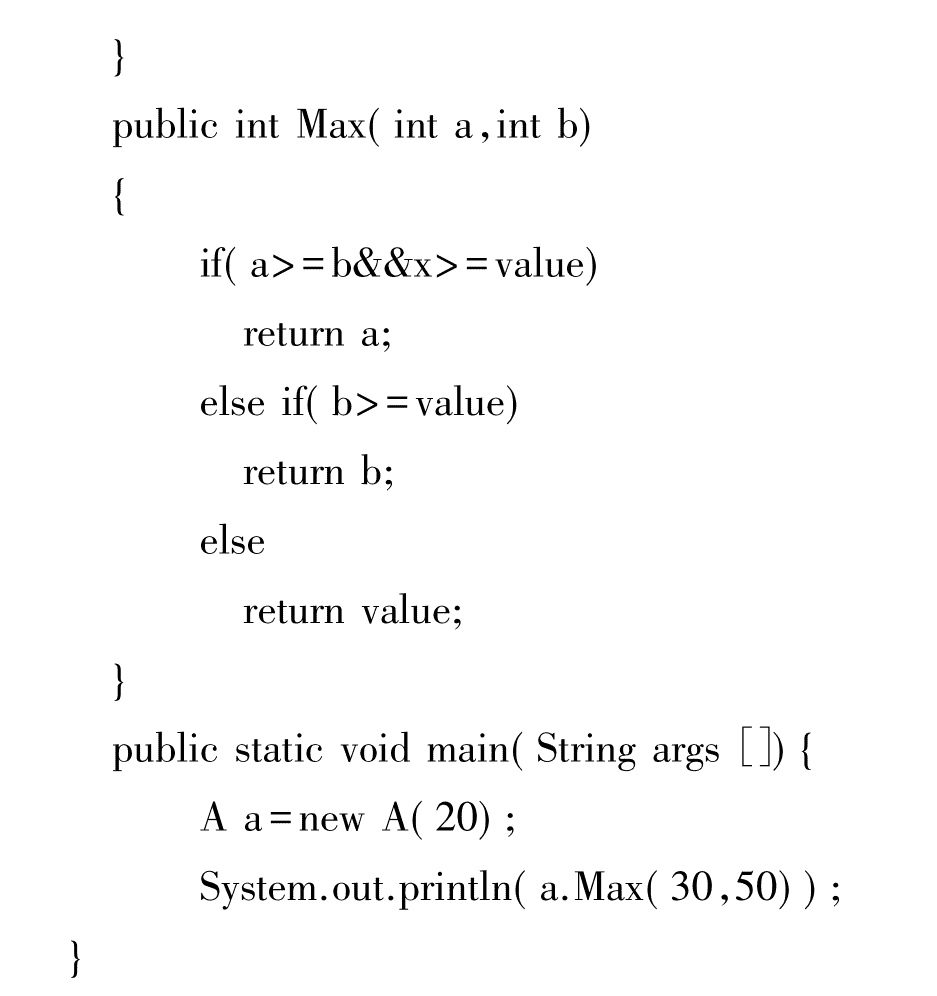 }
public int Max( int a,int b)
{
if( a>=b&&x>=value)
return a;
else if( b>=value)
return b;
else
return value;
}
public static void main( String args []) {
A a=new A( 20) ;
System.out.println( a.Max( 30,50) ) ;
}